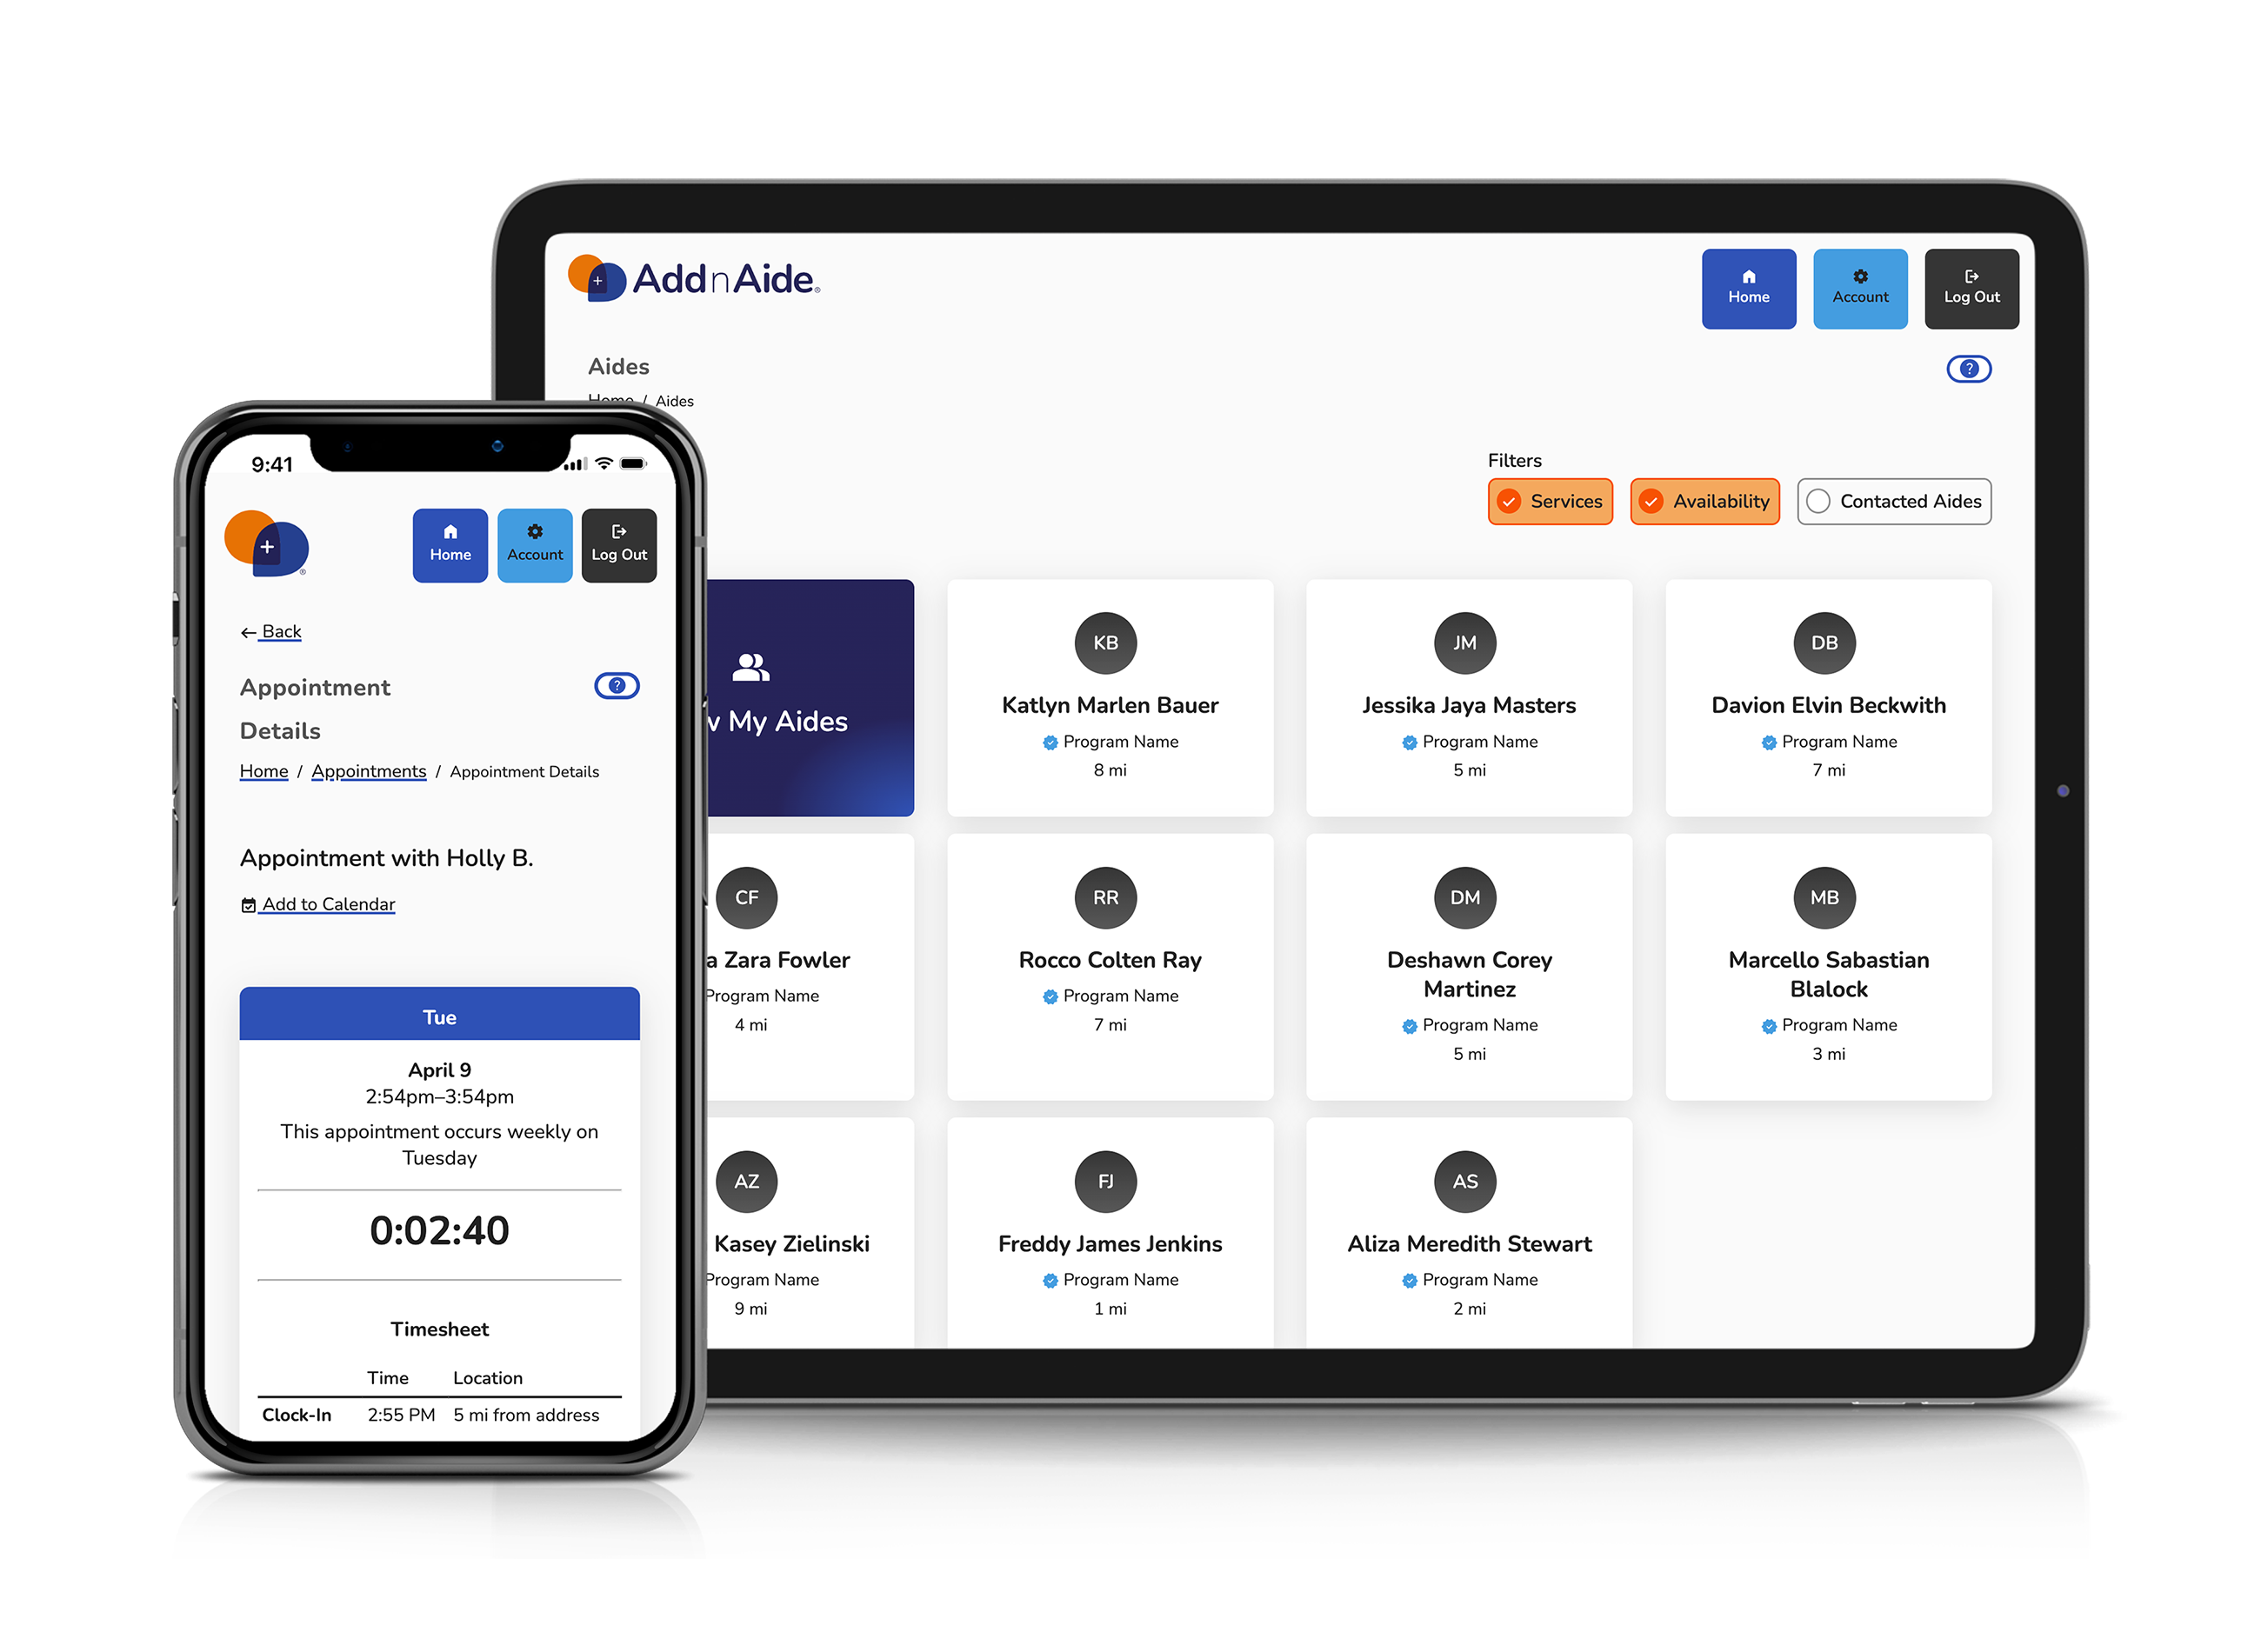 AddnAide®
Home
Account
Log Out
Aides
?
Home / Aides
Filters
Services
Availability
Contacted Aides
My Aides
KB
Katlyn Marlen Bauer
Program Name
8 mi
JM
Jessika Jaya Masters
Program Name
5 mi
DB
Davion Elvin Beckwith
Program Name
7 mi
CF
Zara Fowler
Program Name
4 mi
RR
Rocco Colten Ray
Program Name
7 mi
DM
Deshawn Corey
Martinez
Program Name
5 mi
MB
Marcello Sabastian
Blalock
Program Name
3 mi
AZ
Kasey Zielinski
Program Name
9 mi
FJ
Freddy James Jenkins
Program Name
1 mi
AS
Aliza Meredith Stewart
Program Name
2 mi
9:41
®
Home
Account
Log Out
← Back
Appointment
Details
?
Home / Appointments / Appointment Details
Appointment with Holly B.
Add to Calendar
Tue
April 9
2:54pm–3:54pm
This appointment occurs weekly on
Tuesday
0:02:40
Timesheet
Time Location
Clock-In 2:55 PM 5 mi from address